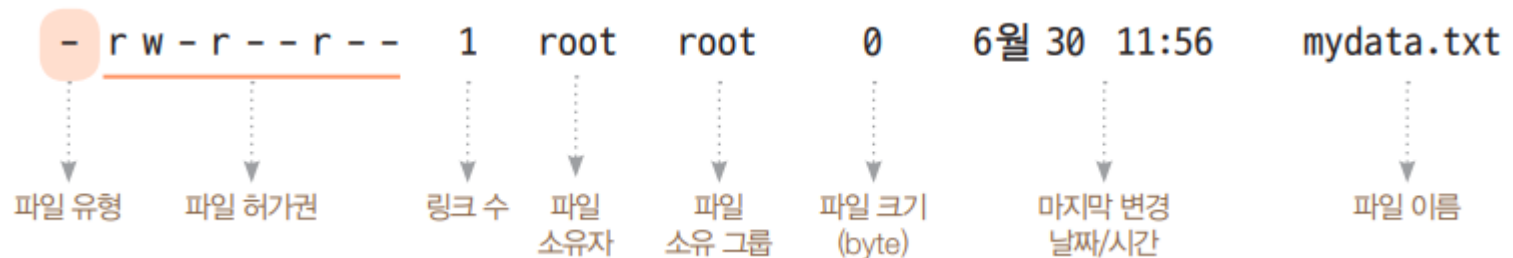 - rw-r--r-- 1 root root 0 6월 30 11:56 mydata.txt
파일 유형 파일 허가권 링크 수 파일 파일 파일 크기 마지막 변경 파일 이름
소유자 소유 그룹 (byte) 날짜/시간